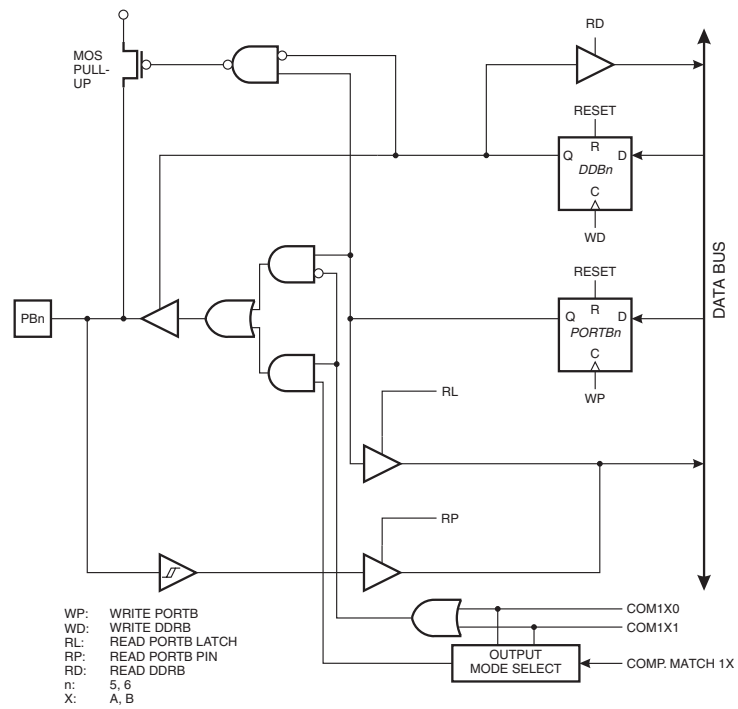 RD
MOS
PULL-
UP
RESET
R
Q
D
DDBn
C
WD
DATA BUS
RESET
PBn
R
Q
D
PORTBn
C
WP
RL
RP
WP: WRITE PORTB
WD: WRITE DDRB
RL: READ PORTB LATCH
RP: READ PORTB PIN
RD: READ DDRB
n: 5, 6
X: A, B
COM1X0
COM1X1
OUTPUT
MODE SELECT
COMP. MATCH 1X